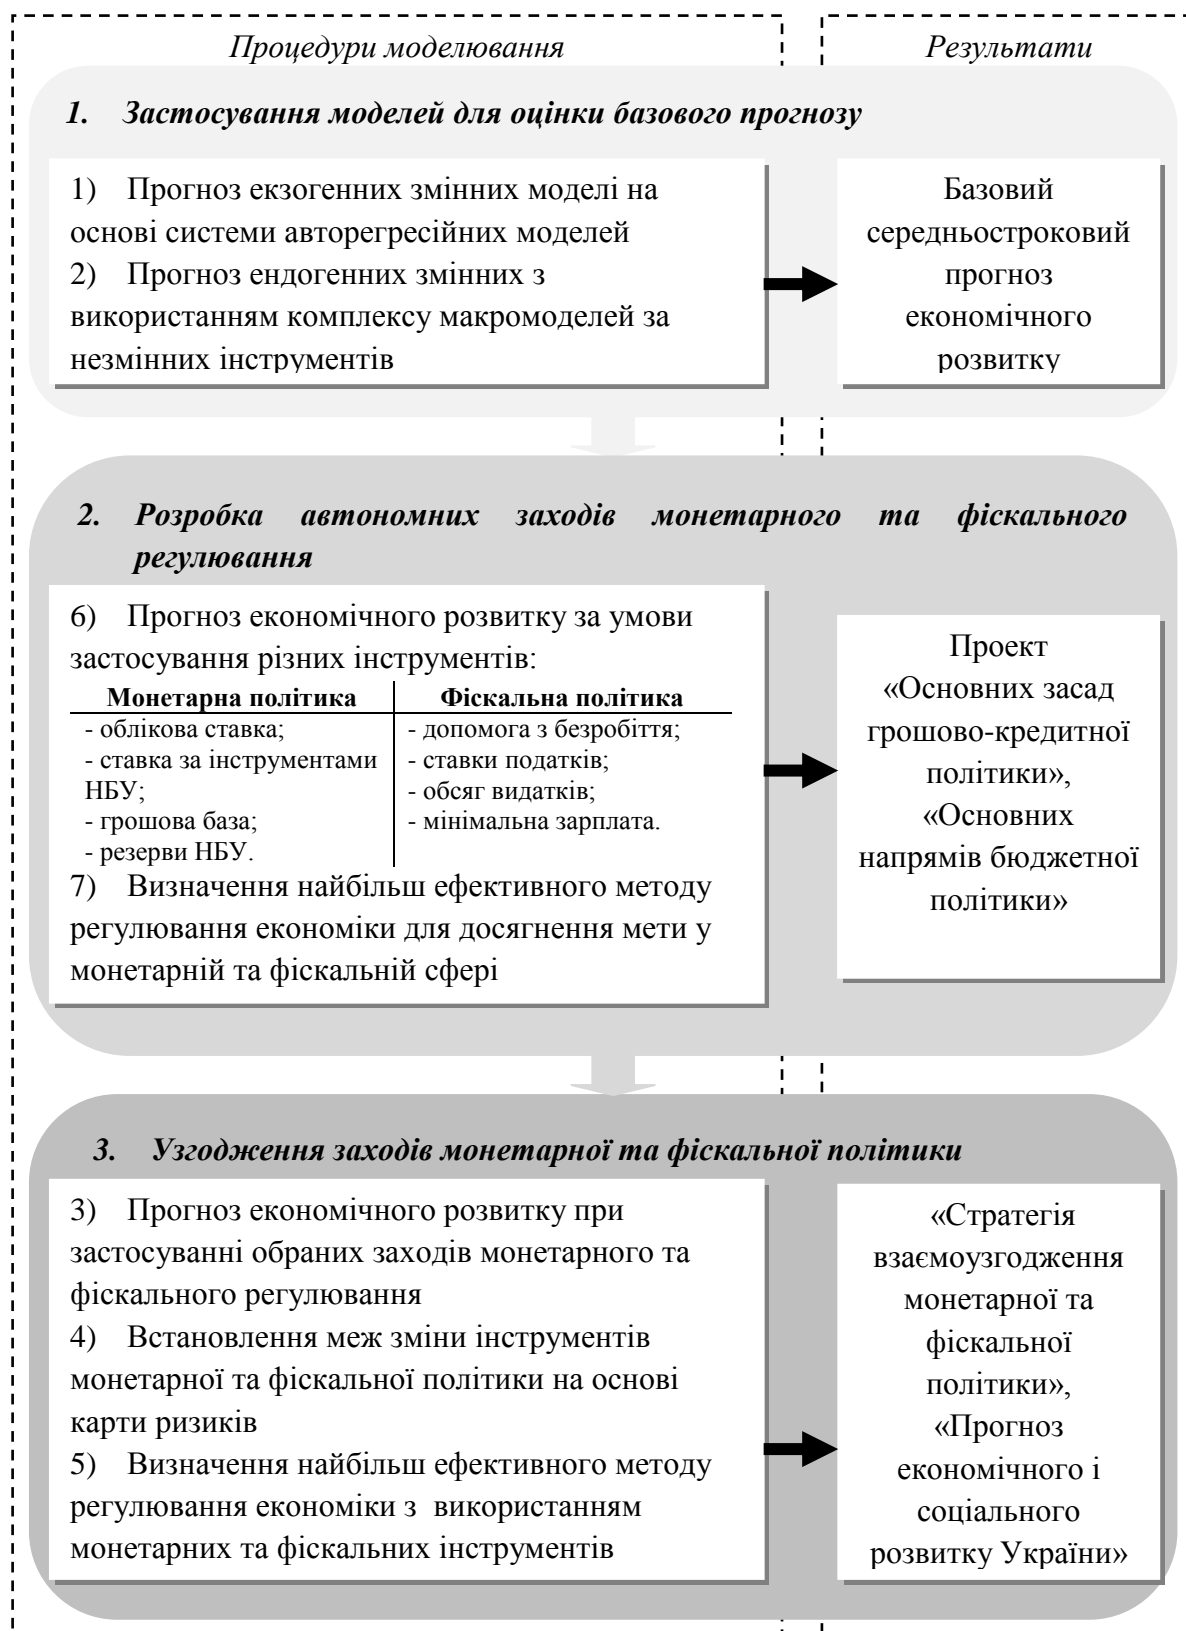 Процедури моделювання
Результати
1. Застосування моделей для оцінки базового прогнозу
1) Прогноз екзогенних змінних моделі на
основі системи авторегресійних моделей
2) Прогноз ендогенних змінних з
використанням комплексу макромоделей за
незмінних інструментів
Базовий
середньостроковий
прогноз
економічного
розвитку
2. Розробка автономних заходів монетарного та фіскального
регулювання
6) Прогноз економічного розвитку за умови
застосування різних інструментів:
Монетарна політика
- облікова ставка;
- ставка за інструментами
НБУ;
- грошова база;
- резерви НБУ.
Фіскальна політика
- допомога з безробіття;
- ставки податків;
- обсяг видатків;
- мінімальна зарплата.
7) Визначення найбільш ефективного методу
регулювання економіки для досягнення мети у
монетарній та фіскальній сфері
Проект
«Основних засад
грошово-кредитної
політики»,
«Основних
напрямів бюджетної
політики»
3. Узгодження заходів монетарної та фіскальної політики
3) Прогноз економічного розвитку при
застосуванні обраних заходів монетарного та
фіскального регулювання
4) Встановлення меж зміни інструментів
монетарної та фіскальної політики на основі
карти ризиків
5) Визначення найбільш ефективного методу
регулювання економіки з використанням
монетарних та фіскальних інструментів
«Стратегія
взаємоузгодження
монетарної та
фіскальної
політики»,
«Прогноз
економічного і
соціального
розвитку України»